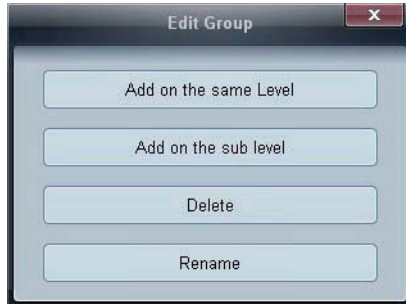 Edit Group
x
Add on the same Level
Add on the sub level
Delete
Rename